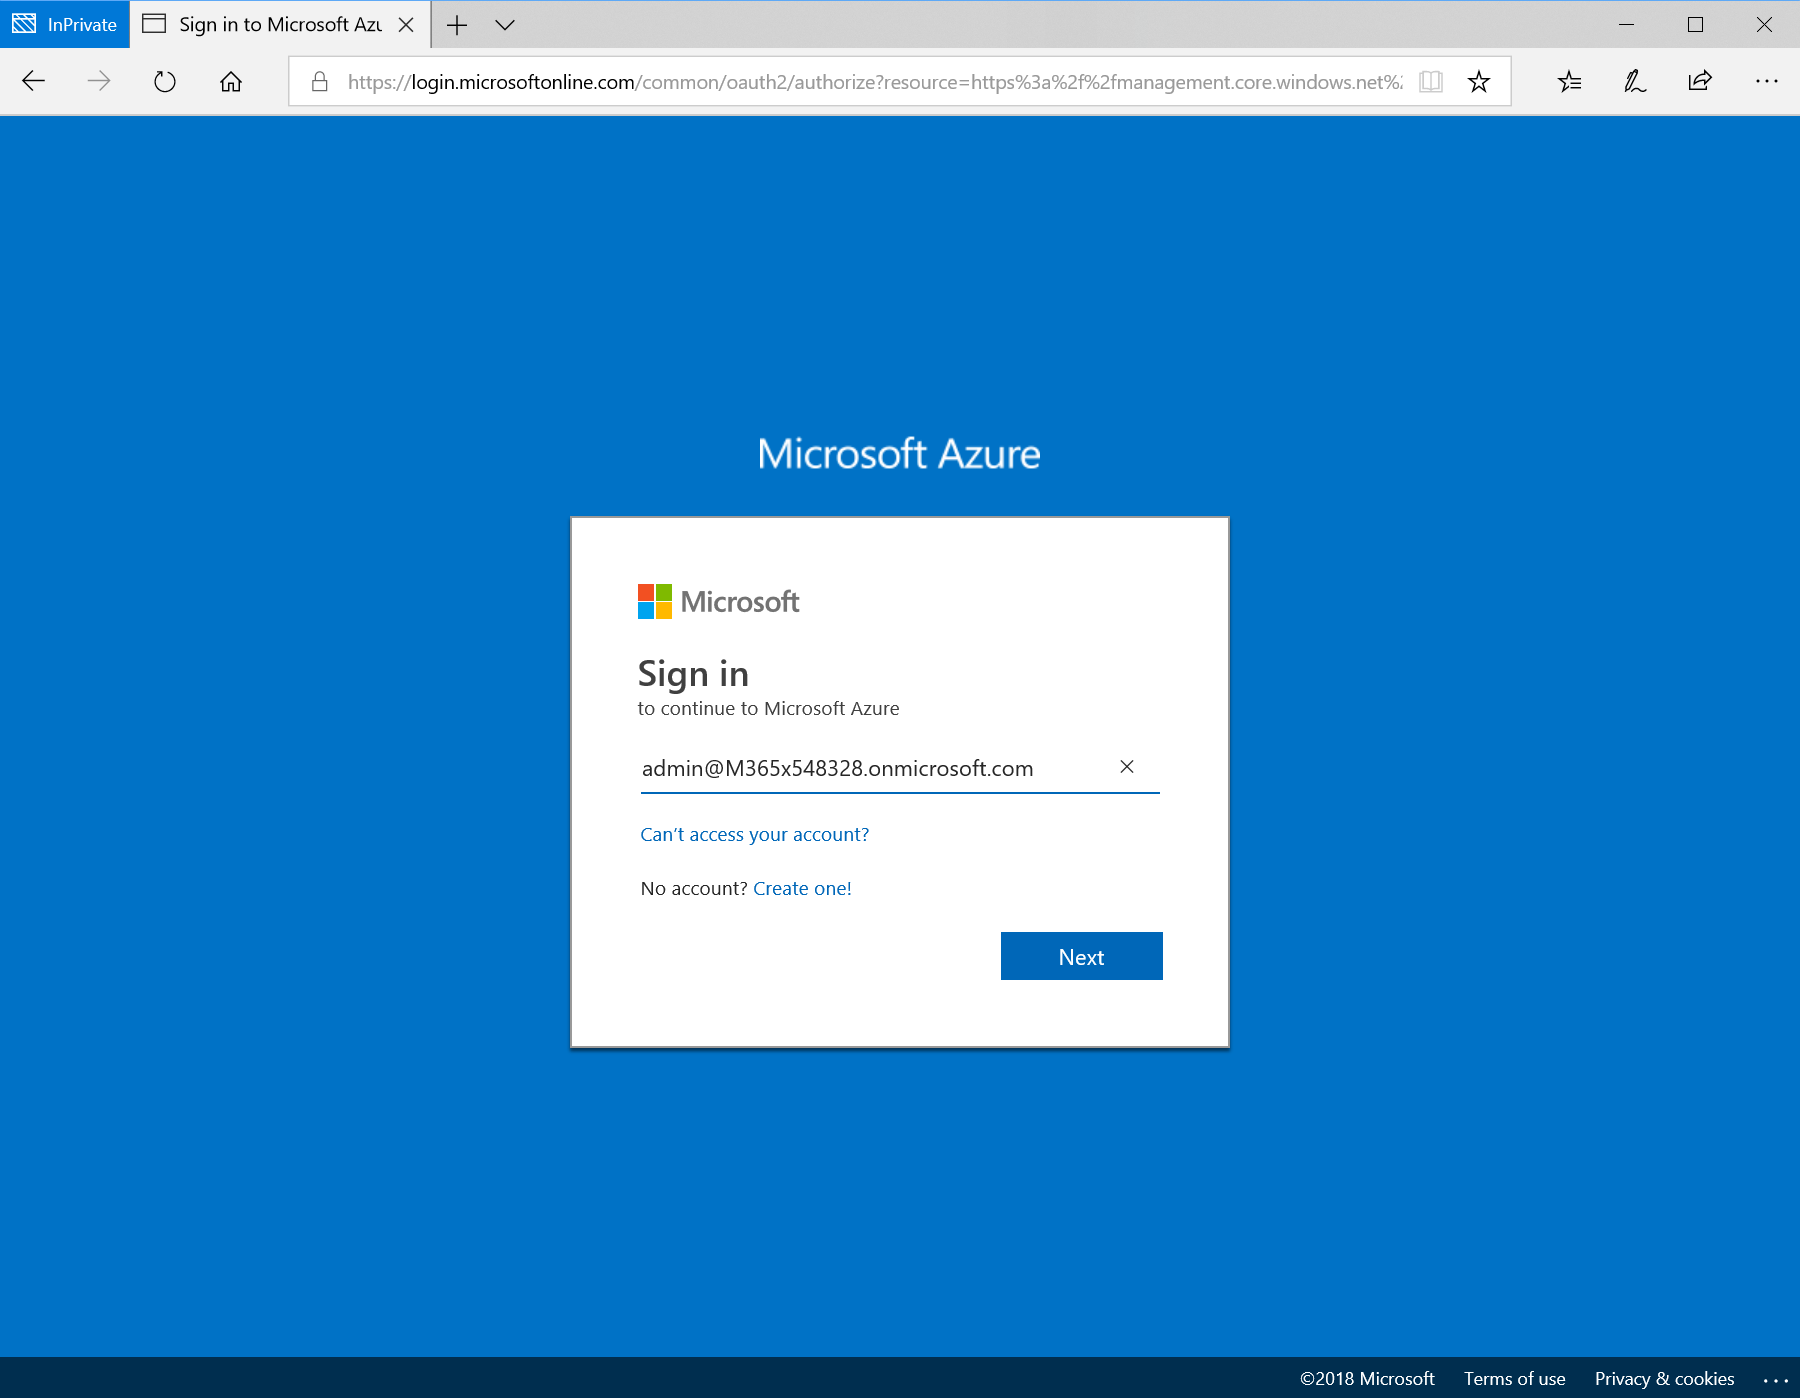 InPrivate
Sign in to Microsoft Azu
https://login.microsoftonline.com/common/oauth2/authorize?resource=https%3a%2f%2fmanagement.core.windows.net%2
Microsoft Azure
Microsoft
Sign in
to continue to Microsoft Azure
admin@M365x548328.onmicrosoft.com
Can't access your account?
No account? Create one!
Next
©2018 Microsoft Terms of use Privacy & cookies ...